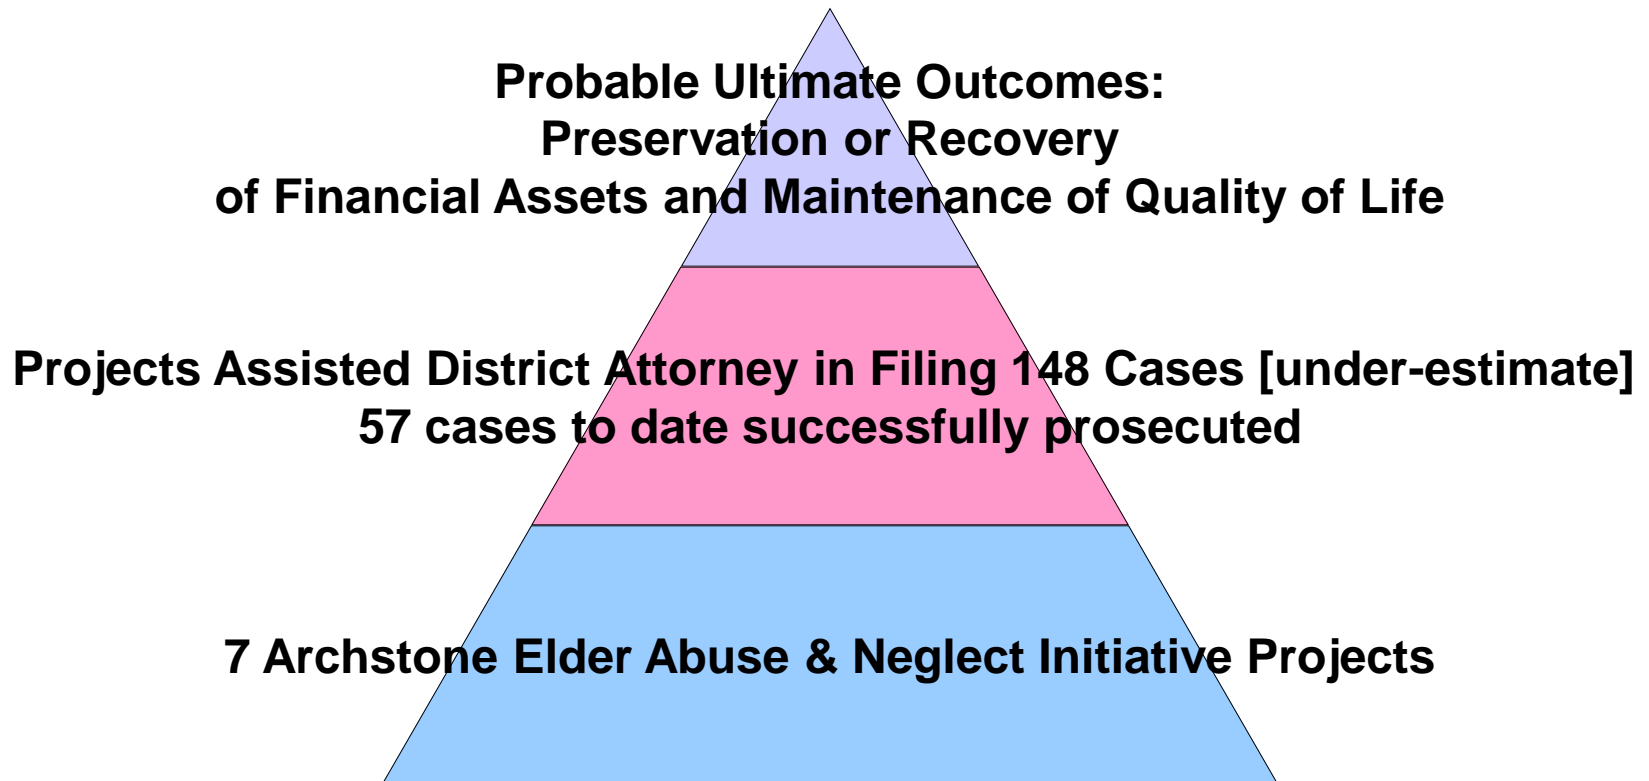 Probable Ultimate Outcomes:
Preservation or Recovery
of Financial Assets and Maintenance of Quality of Life
Projects Assisted District Attorney in Filing 148 Cases [under-estimate]
57 cases to date successfully prosecuted
7 Archstone Elder Abuse & Neglect Initiative Projects